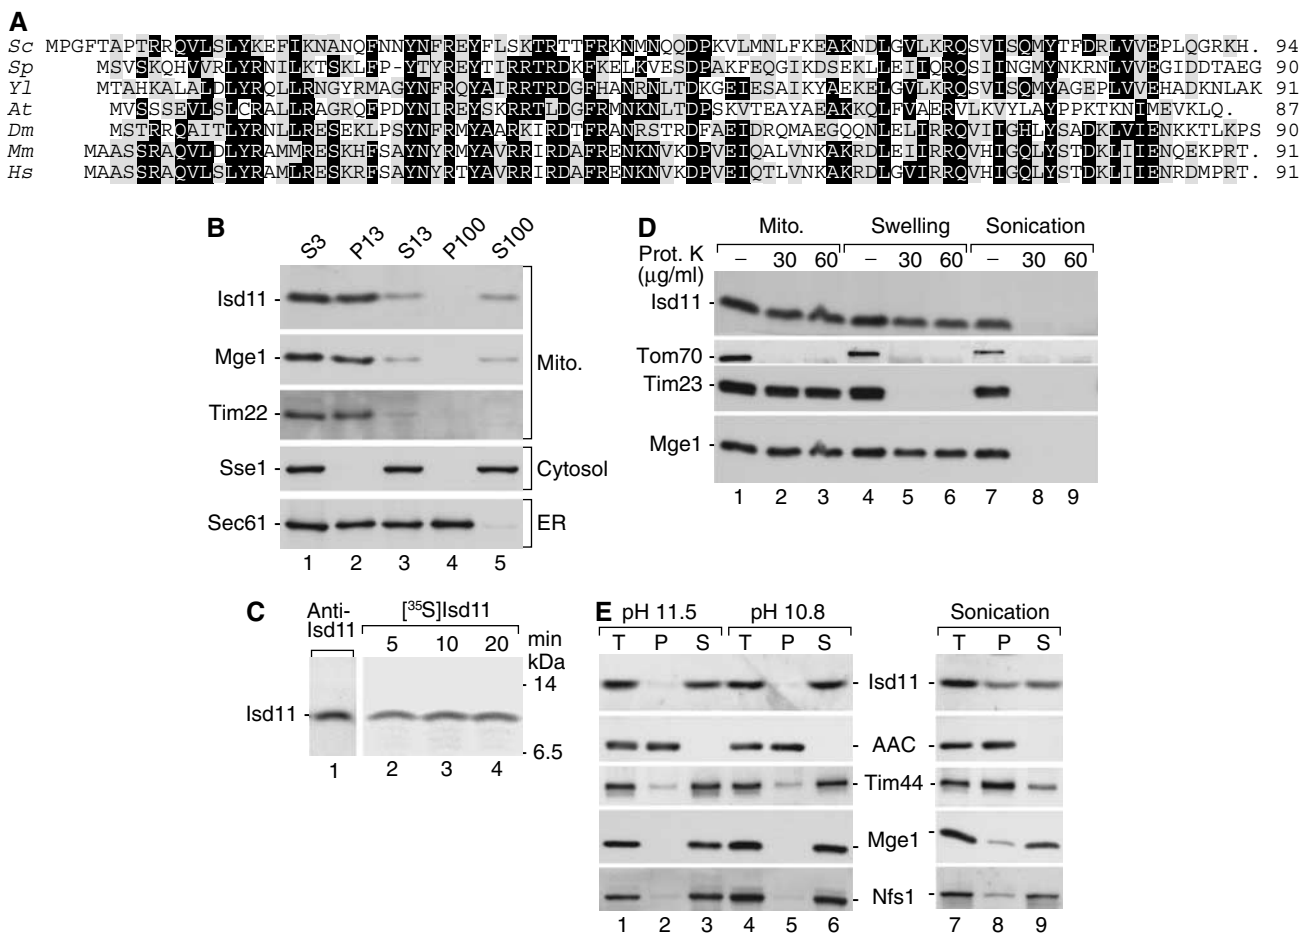 A
Sc MPGFTAPTRRQVLSLYKEFIKNANQFNNYNFREYFLSKTRTTFRKNMNQQDPKVLMNLFKEAKNDLGVLKRQSVISQMYTFDRLVVEPLQGRKH. 94
Sp MSVSKQHVVRLYRNILKTSKLFP-YTYREYTIRRTRDKFKELKVESDPAKFEQGIKDSEKLLEIIQRQSIINGMYNKRNLVVEGIDDTAEG 90
Yl MTAHKALALDLYRQLLRNGYRMAGYNFRQYAIRRTRDGFHANRNLTDKGEIESAIKYAEKELGVLKRQSVISQMYAGEPLVVEHADKNLAK 91
At MVSSSEVLSLCRALLRAGRQFPDYNIREYSKRRTLDGFRMNKNLTDPSKVTEAYAEAKKQLFVAERVLKVYLAYPPKTKNIMEVKLQ. 87
Dm MSTRRQAITLYRNLLRESEKLPSYNFRMYAARKIRDTFRANRSTRDFAEIDRQMAEGQQNLELIRRQVIIGHLYSADKLVIENKKTLKPS 90
Mm MAASSRAQVLDLYRAMMRESKHFSAYNYRMYAVRRIRDAFRENKNVKDPVEIQALVNKAKRDLEIIRRQVHIGQLYSTDKLIIENQEKPRT. 91
Hs MAASSRAQVLSLYRAMLRESKRFSAYNYRTYAVRRIRDAFRENKNVKDPVEIQTLVNKAKRDLGVIRRQVHIGQLYSTDKLIIENRDMPRT. 91
B
S3 P13 S13 P100 S100
Isd11
Mge1
Tim22
Sse1
Sec61
Mito.
Cytosol
ER
1 2 3 4 5
C
Anti-
Isd11
[35S]Isd11
5 10 20 min
kDa
14
Isd11
6.5
1 2 3 4
D
Mito. Swelling Sonication
Prot. K – 30 60 – 30 60 – 30 60
(μg/ml)
Isd11
Tom70
Tim23
Mge1
1 2 3 4 5 6 7 8 9
E
pH 11.5 pH 10.8 Sonication
T P S T P S T P S
Isd11
AAC
Tim44
Mge1
Nfs1
1 2 3 4 5 6 7 8 9